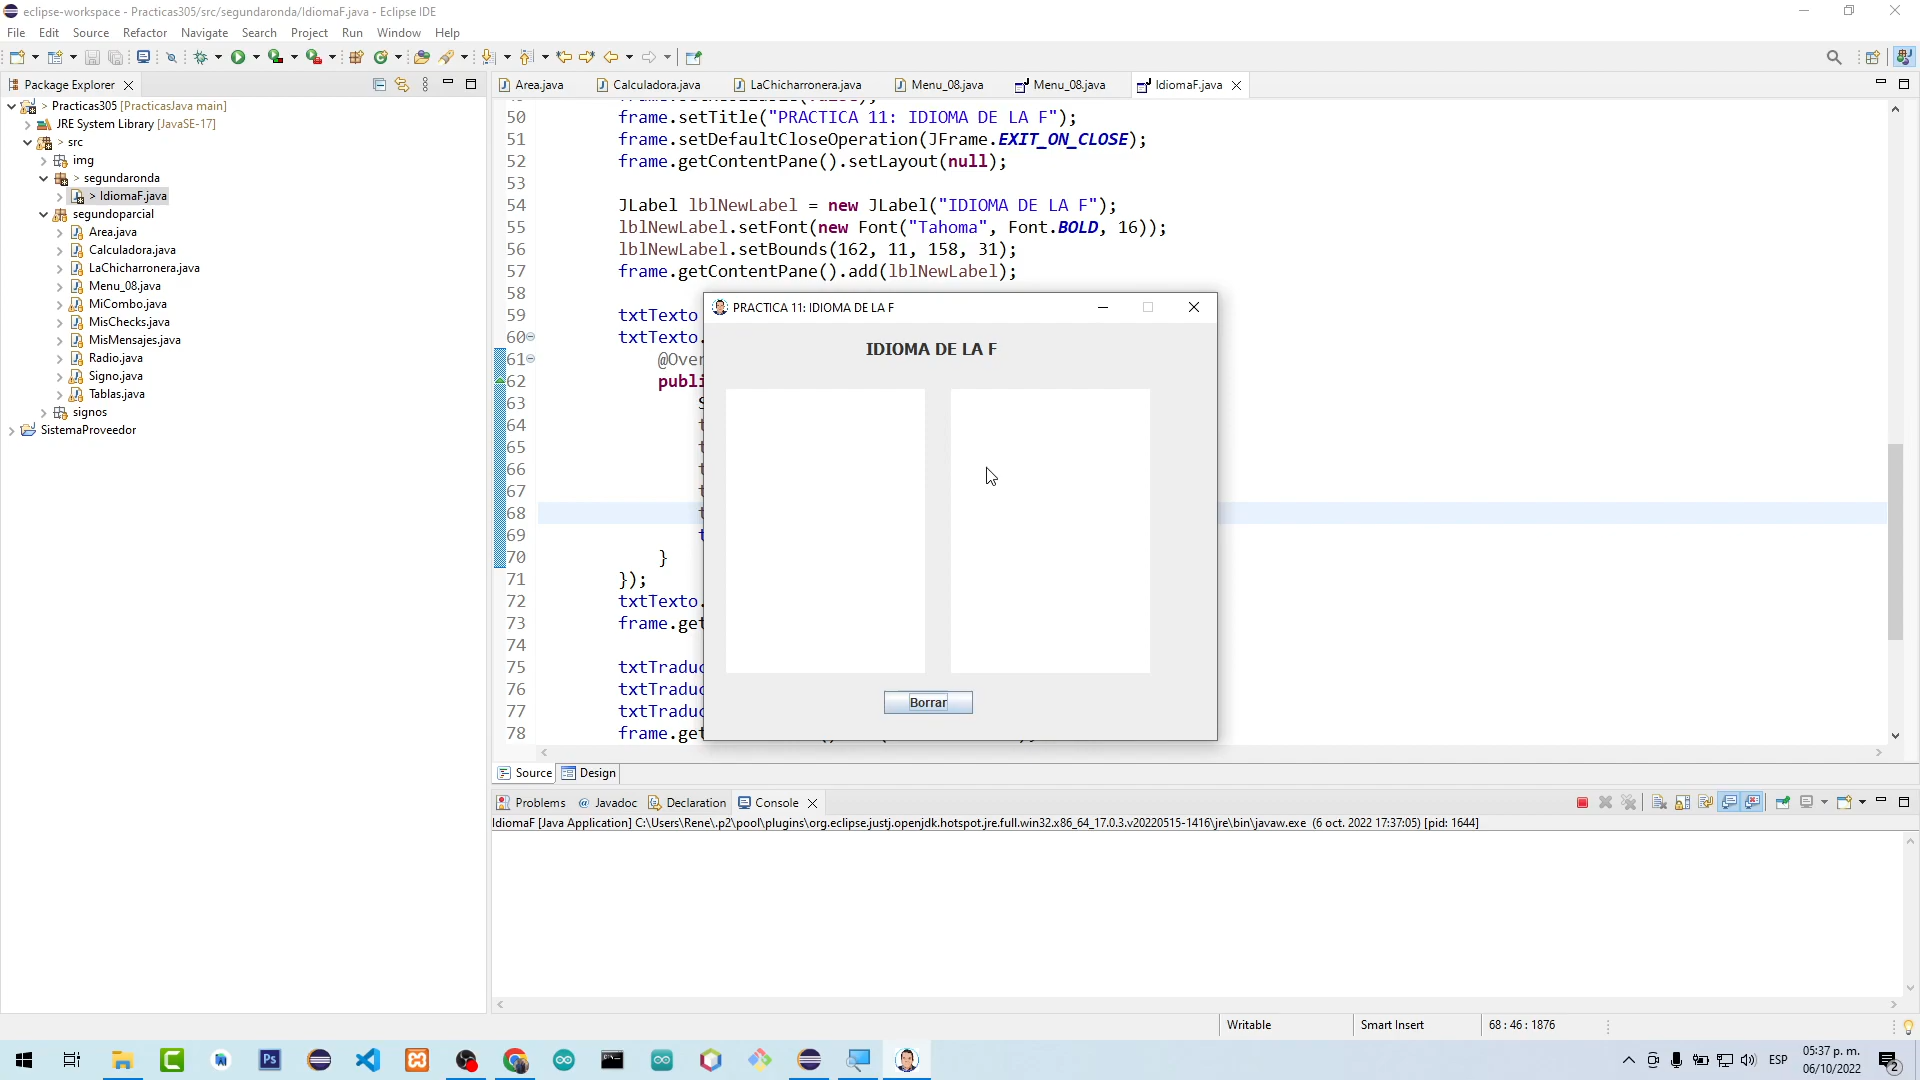 eclipse-workspace - Practicas305/src/segundaronda/IdiomaF.java - Eclipse IDE
File Edit Source Refactor Navigate Search Project Run Window Help
Package Explorer
Area.java Calculadora.java LaChicharronera.java Menu_08.java Menu_08.java IdiomaF.java
> Practicas305 [PracticasJava main]
JRE System Library [JavaSE-17]
> src
img
> segundaronda
> IdiomaF.java
segundoparcial
Area.java
Calculadora.java
LaChicharronera.java
Menu_08.java
MiCombo.java
MisChecks.java
MisMensajes.java
Radio.java
Signo.java
Tablas.java
signos
SistemaProveedor
50 frame.setTitle("PRACTICA 11: IDIOMA DE LA F");
51 frame.setDefaultCloseOperation(JFrame.EXIT_ON_CLOSE);
52 frame.getContentPane().setLayout(null);
53
54 JLabel lblNewLabel = new JLabel("IDIOMA DE LA F");
55 lblNewLabel.setFont(new Font("Tahoma", Font.BOLD, 16));
56 lblNewLabel.setBounds(162, 11, 158, 31);
57 frame.getContentPane().add(lblNewLabel);
58
59 txtTexto
60 txtTexto.
61 @Over
62 publi
63
64
65
66
67
68
69
70 }
71 });
72 txtTexto.
73 frame.get
74
75 txtTraduc
76 txtTraduc
77 txtTraduc
78 frame.get
PRACTICA 11: IDIOMA DE LA F
IDIOMA DE LA F
Borrar
Source Design
Problems Javadoc Declaration Console
IdiomaF [Java Application] C:\Users\Rene\.p2\pool\plugins\org.eclipse.justj.openjdk.hotspot.jre.full.win32.x86_64_17.0.3.v20220515-1416\jre\bin\javaw.exe (6 oct. 2022 17:37:05) [pid: 1644]
Writable Smart Insert 68 : 46 : 1876
ESP 05:37 p. m.
06/10/2022
2